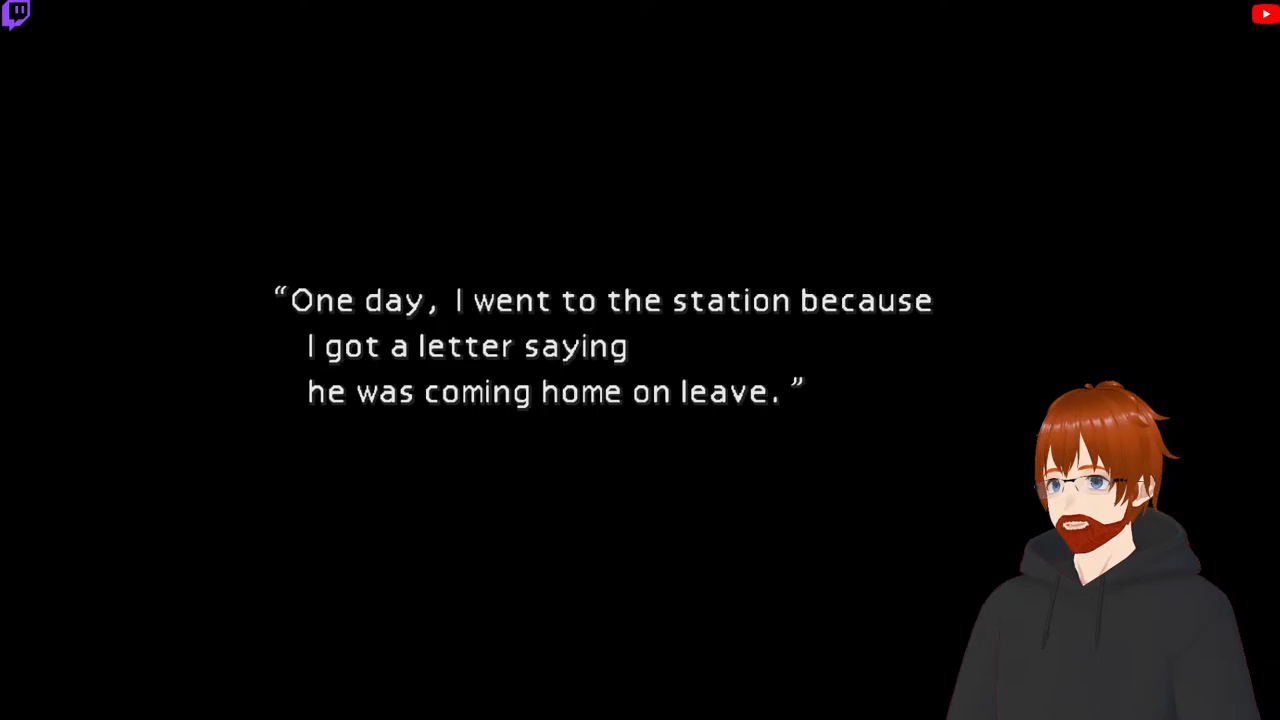 “One day, I went to the station because
I got a letter saying
he was coming home on leave.”